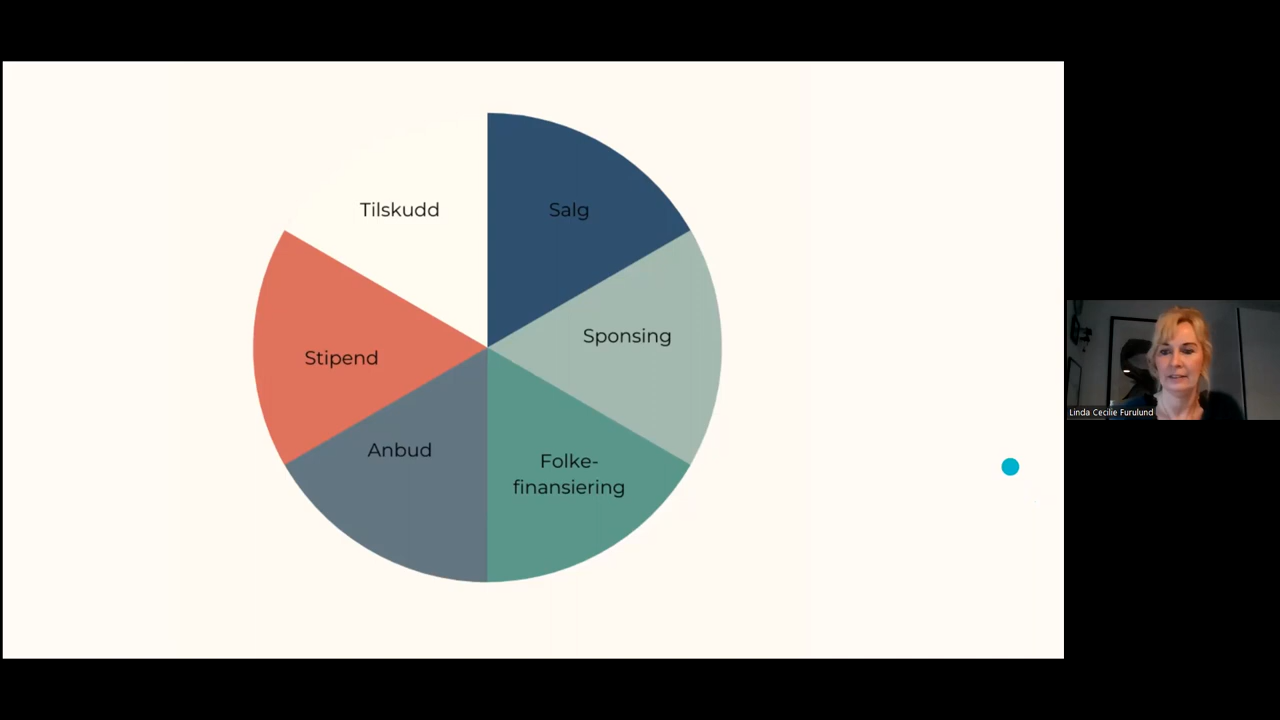 Tilskudd
Salg
Sponsing
Stipend
Anbud
Folke-
finansiering
Linda Cecilie Furulund